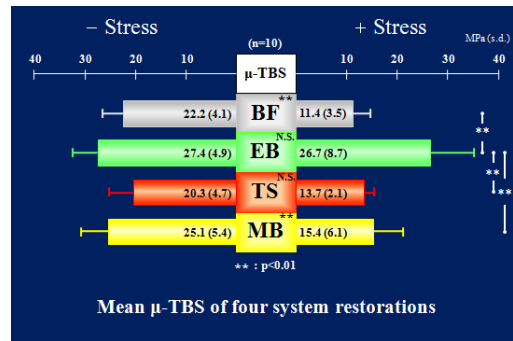 − Stress
+ Stress
(n=10)
MPa (s.d.)
40 30 20 10
μ-TBS
10 20 30 40
22.2 (4.1) BF ** 11.4 (3.5)
27.4 (4.9) EB N.S. 26.7 (8.7)
20.3 (4.7) TS N.S. 13.7 (2.1)
25.1 (5.4) MB ** 15.4 (6.1)
**
**
**
** : p<0.01
Mean μ-TBS of four system restorations